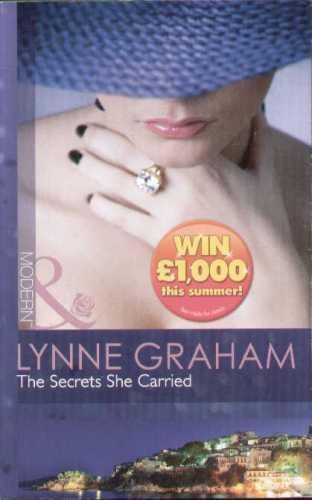 WIN
£1,000
this summer!
MODERN
&
LYNNE GRAHAM
The Secrets She Carried